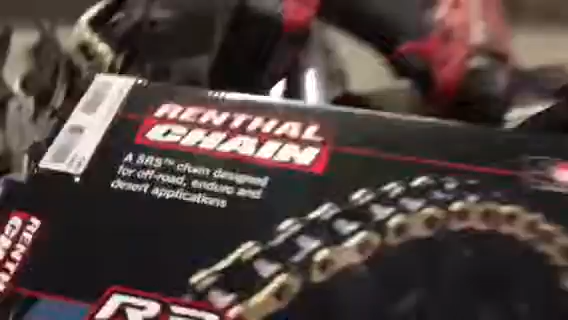 RENTHAL
CHAIN
A SRS™ chain designed
for off-road, enduro and
desert applications